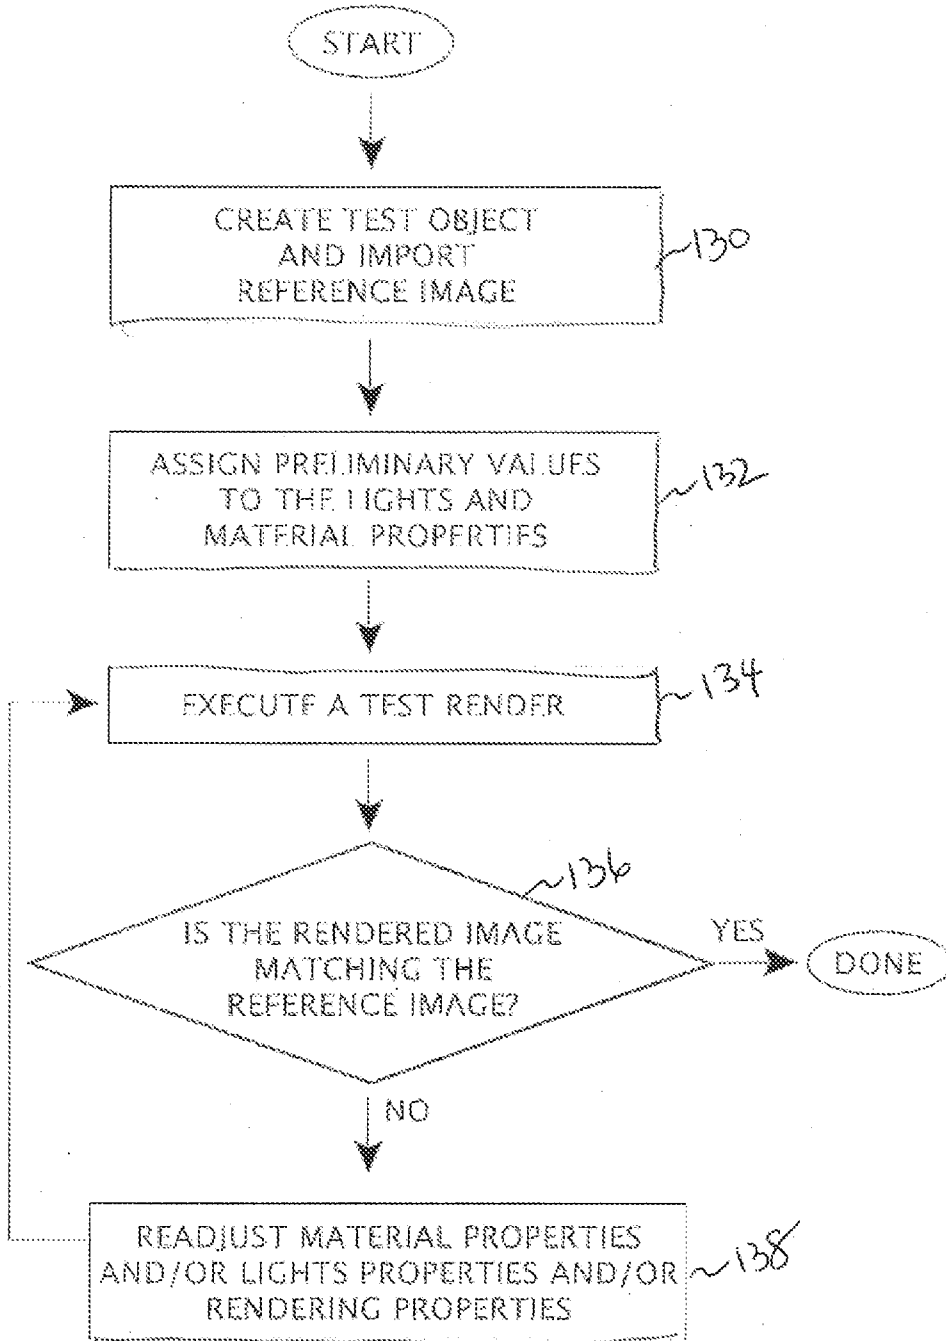 START
CREATE TEST OBJECT
AND IMPORT
REFERENCE IMAGE
130
ASSIGN PRELIMINARY VALUES
TO THE LIGHTS AND
MATERIAL PROPERTIES
132
EXECUTE A TEST RENDER
134
136
IS THE RENDERED IMAGE
MATCHING THE
REFERENCE IMAGE?
YES
DONE
NO
READJUST MATERIAL PROPERTIES
AND/OR LIGHTS PROPERTIES AND/OR
RENDERING PROPERTIES
138